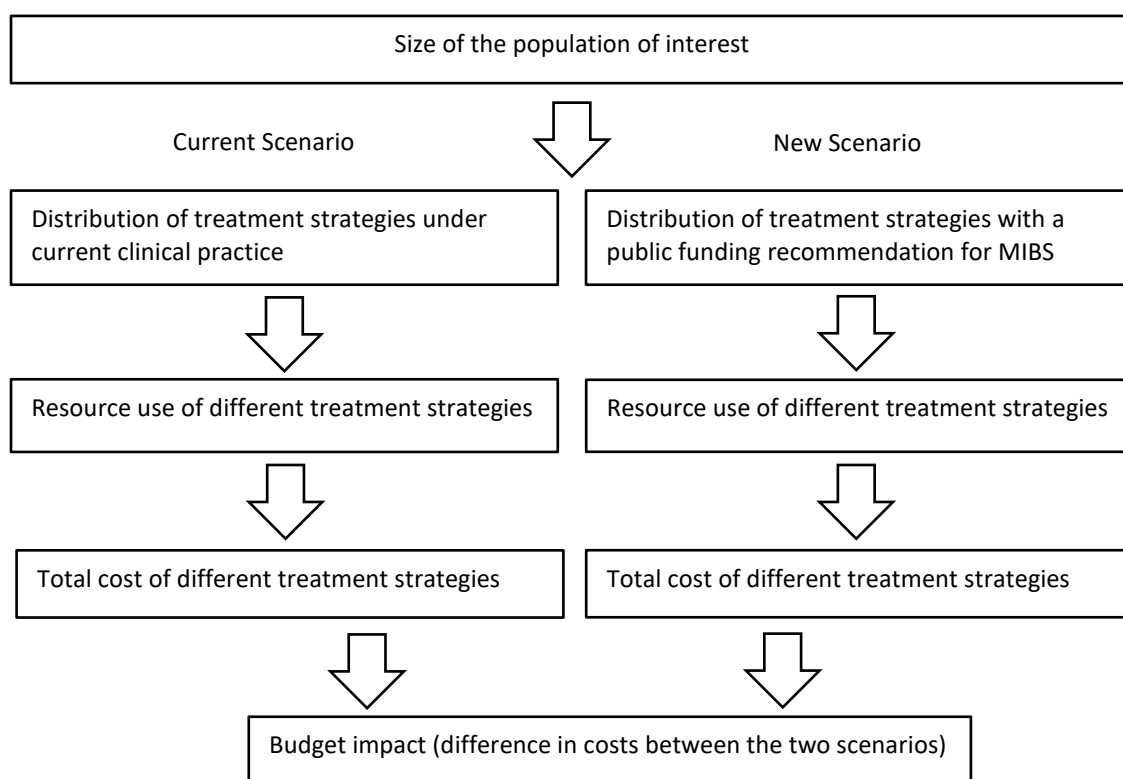 Size of the population of interest
Current Scenario
New Scenario
Distribution of treatment strategies under
current clinical practice
Distribution of treatment strategies with a
public funding recommendation for MIBS
Resource use of different treatment strategies
Resource use of different treatment strategies
Total cost of different treatment strategies
Total cost of different treatment strategies
Budget impact (difference in costs between the two scenarios)